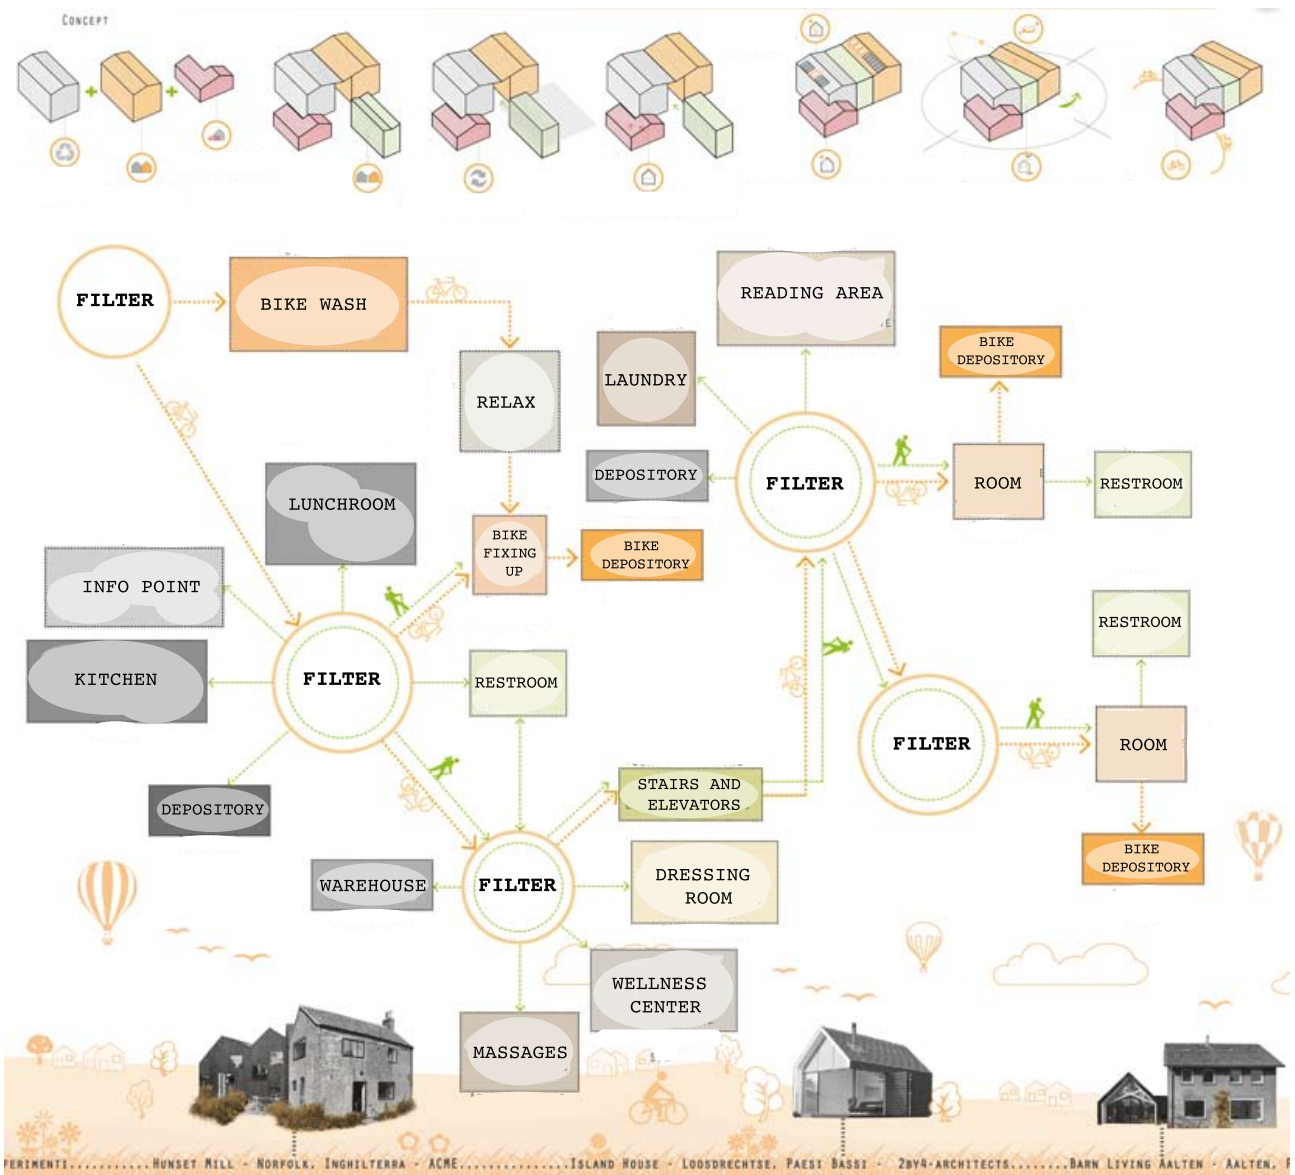 CONCEPT
FILTER
BIKE WASH
READING AREA
E
BIKE
DEPOSITORY
LAUNDRY
RELAX
DEPOSITORY
FILTER
ROOM
RESTROOM
LUNCHROOM
BIKE
FIXING
UP
BIKE
DEPOSITORY
INFO POINT
RESTROOM
KITCHEN
FILTER
RESTROOM
FILTER
ROOM
STAIRS AND
ELEVATORS
DEPOSITORY
BIKE
DEPOSITORY
WAREHOUSE
FILTER
DRESSING
ROOM
WELLNESS
CENTER
MASSAGES
FERIMENTI...........HUNSET MILL - NORFOLK, INGHILTERRA - ACME...............ISLAND HOUSE - LOOSDRECHTSE, PAESI BASSI - 2BY4-ARCHITECTS........BARN LIVING AALTEN - AALTEN,